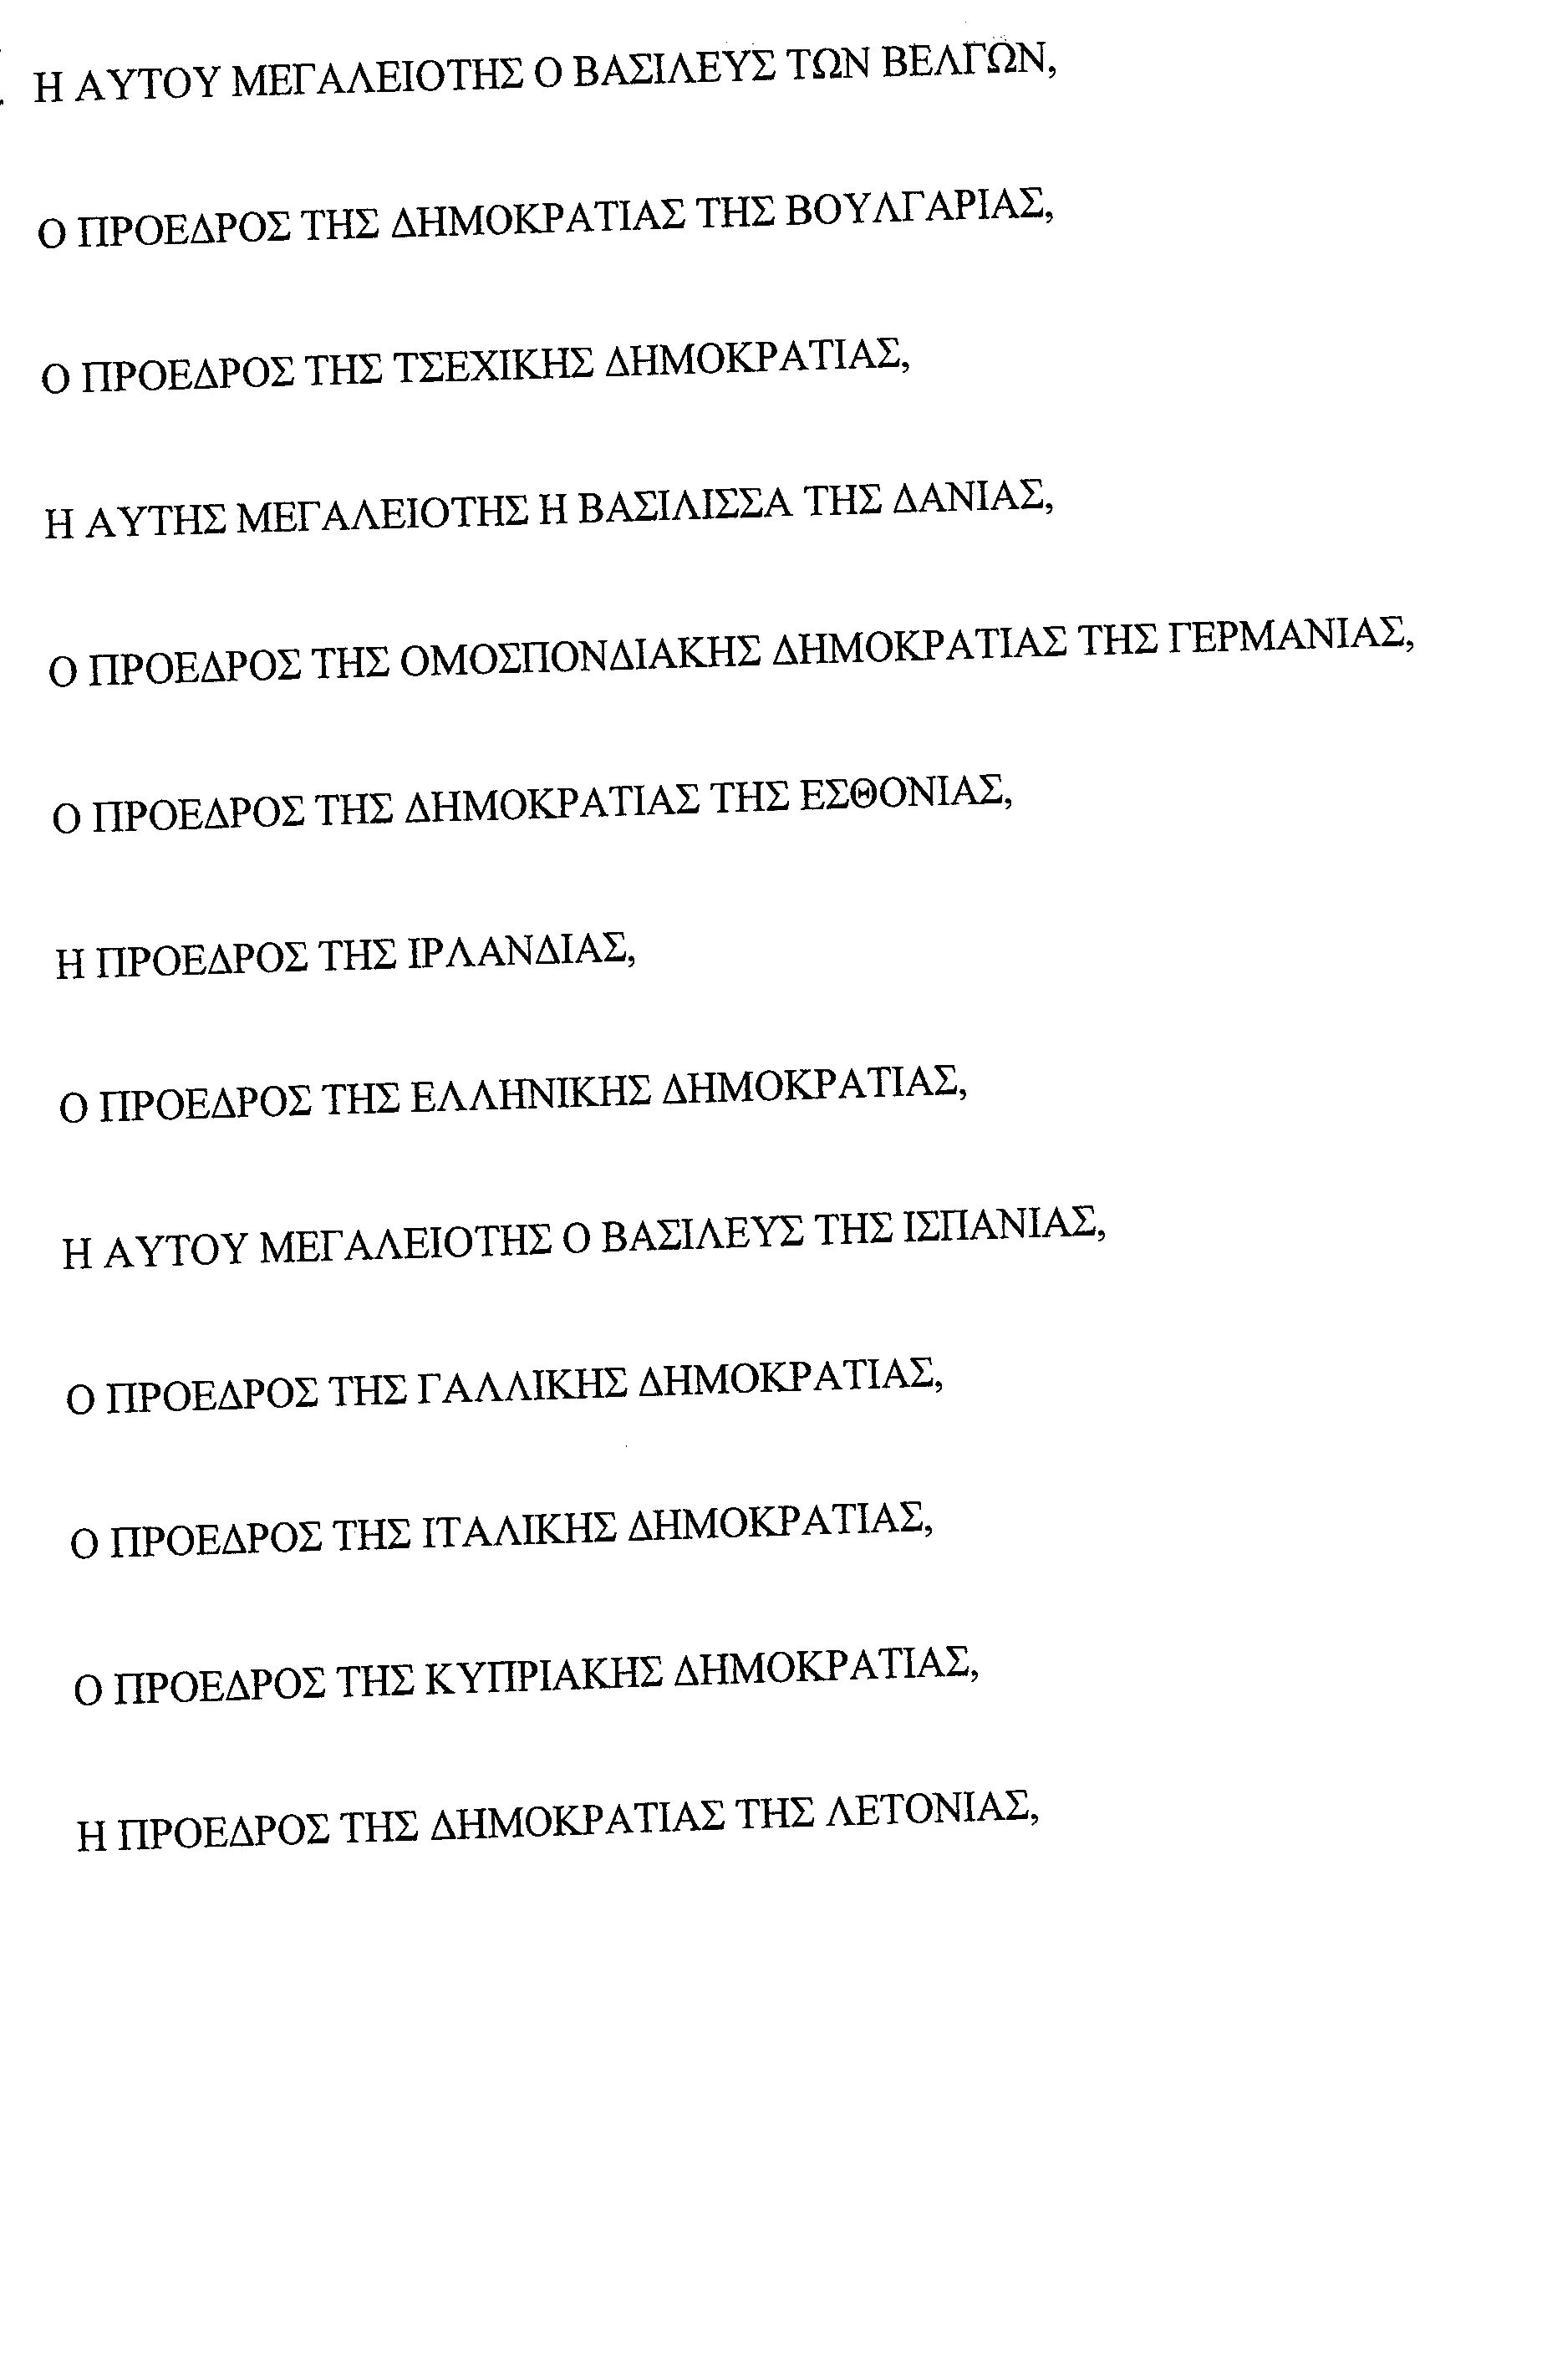 Η ΑΥΤΟΥ ΜΕΓΑΛΕΙΟΤΗΣ Ο ΒΑΣΙΛΕΥΣ ΤΩΝ ΒΕΛΓΩΝ,
Ο ΠΡΟΕΔΡΟΣ ΤΗΣ ΔΗΜΟΚΡΑΤΙΑΣ ΤΗΣ ΒΟΥΛΓΑΡΙΑΣ,
Ο ΠΡΟΕΔΡΟΣ ΤΗΣ ΤΣΕΧΙΚΗΣ ΔΗΜΟΚΡΑΤΙΑΣ,
Η ΑΥΤΗΣ ΜΕΓΑΛΕΙΟΤΗΣ Η ΒΑΣΙΛΙΣΣΑ ΤΗΣ ΔΑΝΙΑΣ,
Ο ΠΡΟΕΔΡΟΣ ΤΗΣ ΟΜΟΣΠΟΝΔΙΑΚΗΣ ΔΗΜΟΚΡΑΤΙΑΣ ΤΗΣ ΓΕΡΜΑΝΙΑΣ,
Ο ΠΡΟΕΔΡΟΣ ΤΗΣ ΔΗΜΟΚΡΑΤΙΑΣ ΤΗΣ ΕΣΘΟΝΙΑΣ,
Η ΠΡΟΕΔΡΟΣ ΤΗΣ ΙΡΛΑΝΔΙΑΣ,
Ο ΠΡΟΕΔΡΟΣ ΤΗΣ ΕΛΛΗΝΙΚΗΣ ΔΗΜΟΚΡΑΤΙΑΣ,
Η ΑΥΤΟΥ ΜΕΓΑΛΕΙΟΤΗΣ Ο ΒΑΣΙΛΕΥΣ ΤΗΣ ΙΣΠΑΝΙΑΣ,
Ο ΠΡΟΕΔΡΟΣ ΤΗΣ ΓΑΛΛΙΚΗΣ ΔΗΜΟΚΡΑΤΙΑΣ,
Ο ΠΡΟΕΔΡΟΣ ΤΗΣ ΙΤΑΛΙΚΗΣ ΔΗΜΟΚΡΑΤΙΑΣ,
Ο ΠΡΟΕΔΡΟΣ ΤΗΣ ΚΥΠΡΙΑΚΗΣ ΔΗΜΟΚΡΑΤΙΑΣ,
Η ΠΡΟΕΔΡΟΣ ΤΗΣ ΔΗΜΟΚΡΑΤΙΑΣ ΤΗΣ ΛΕΤΟΝΙΑΣ,